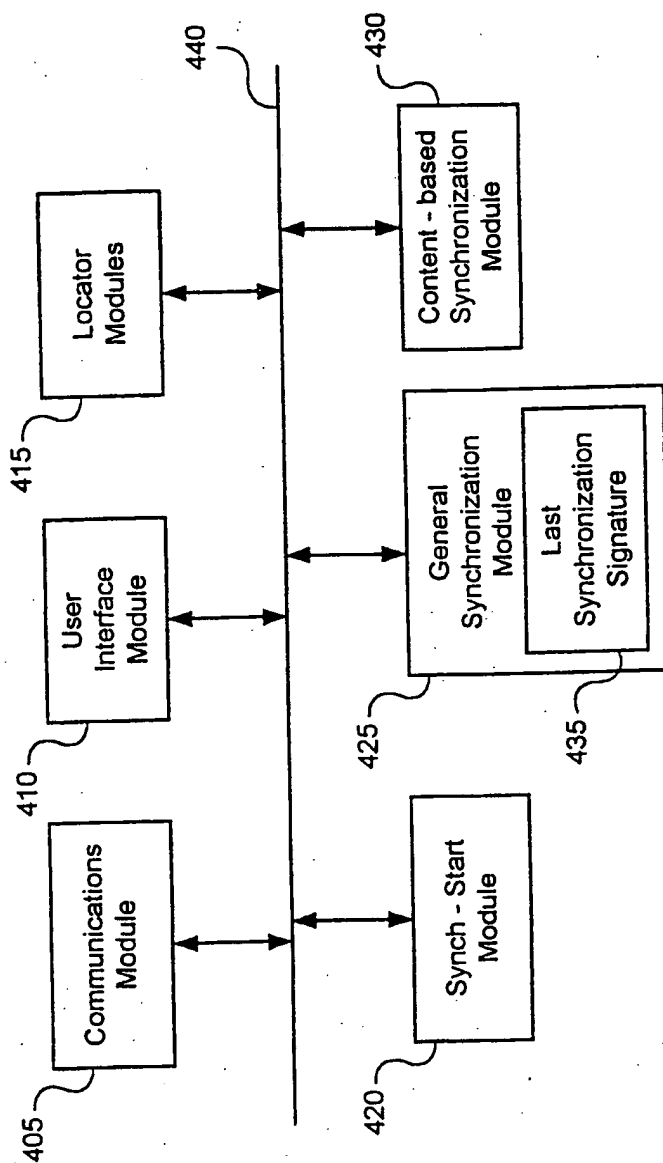 405
Communications
Module
410
User
Interface
Module
415
Locator
Modules
440
420
Synch - Start
Module
425
General
Synchronization
Module
435
Last
Synchronization
Signature
430
Content - based
Synchronization
Module